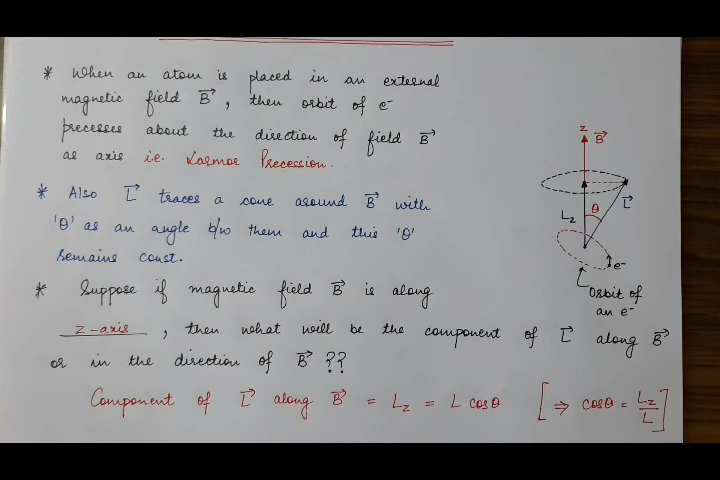 * When an atom is placed in an external
magnetic field B⃗, then orbit of e⁻
precesses about the direction of field B⃗
as axis i.e. Larmor Precession.
* Also L⃗ traces a cone around B⃗ with
'θ' as an angle b/w them and this 'θ'
remains const.
* Suppose if magnetic field B⃗ is along
z-axis, then what will be the component of L⃗ along B⃗
or in the direction of B⃗ ??
Component of L⃗ along B⃗ = Lz = L cosθ [⇒ cosθ = Lz/L]
z
B⃗
Lz
θ
L⃗
e⁻
Orbit of
an e⁻